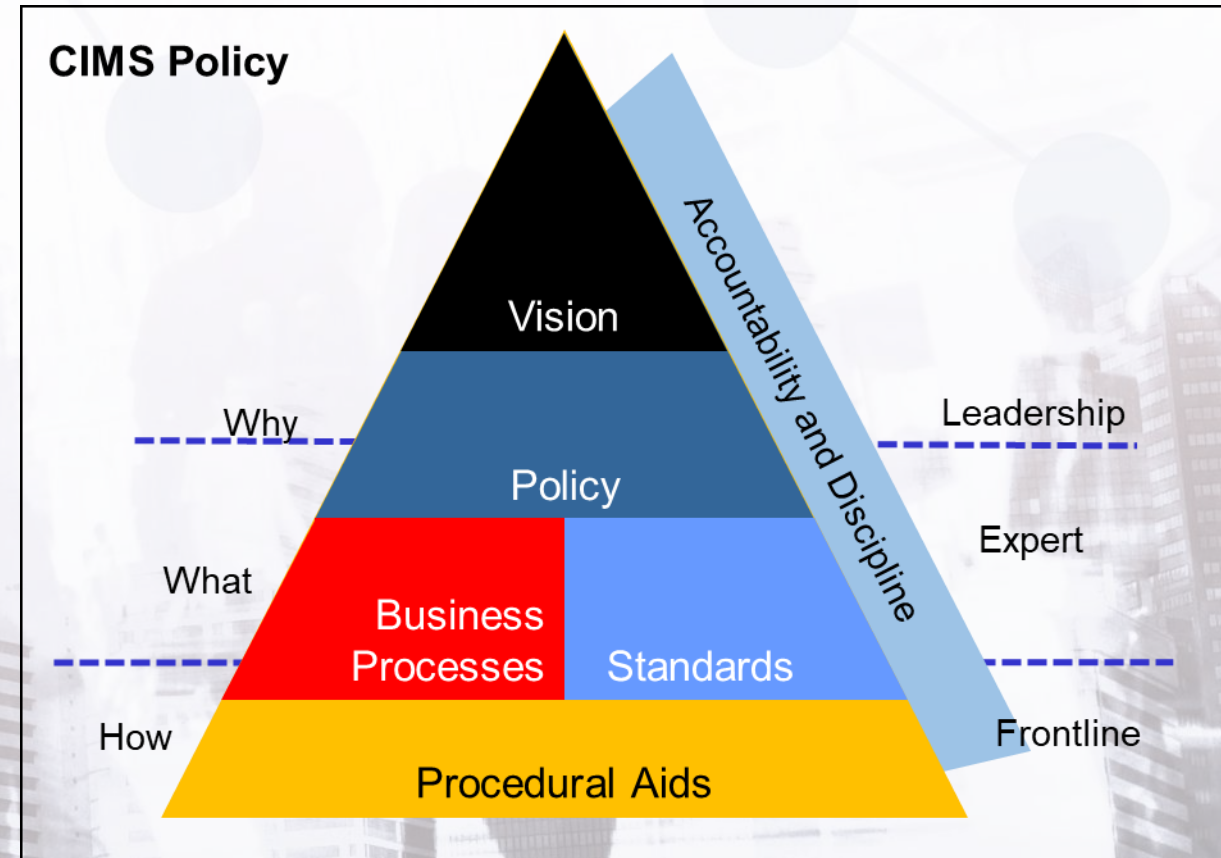 CIMS Policy
Vision
Accountability and Discipline
Why
Leadership
Policy
Expert
What
Business
Processes
Standards
How
Frontline
Procedural Aids